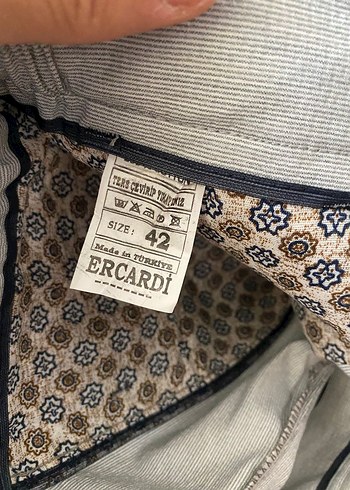 TERS ÇEVİRİP YIKAYINIZ
SIZE: 42
Made in TÜRKİYE
ERCARDİ